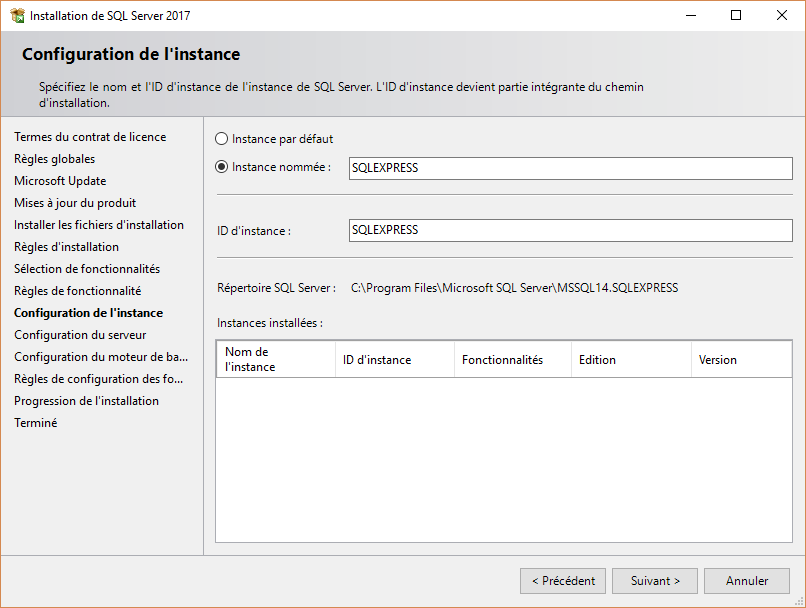 Installation de SQL Server 2017
Configuration de l'instance
Spécifiez le nom et l'ID d'instance de l'instance de SQL Server. L'ID d'instance devient partie intégrante du chemin
d'installation.
Termes du contrat de licence
Règles globales
Microsoft Update
Mises à jour du produit
Installer les fichiers d'installation
Règles d'installation
Sélection de fonctionnalités
Règles de fonctionnalité
Configuration de l'instance
Configuration du serveur
Configuration du moteur de ba...
Règles de configuration des fo...
Progression de l'installation
Terminé
Instance par défaut
Instance nommée : SQLEXPRESS
ID d'instance : SQLEXPRESS
Répertoire SQL Server : C:\Program Files\Microsoft SQL Server\MSSQL14.SQLEXPRESS
Instances installées :
Nom de
l'instance
ID d'instance
Fonctionnalités
Edition
Version
< Précédent
Suivant >
Annuler